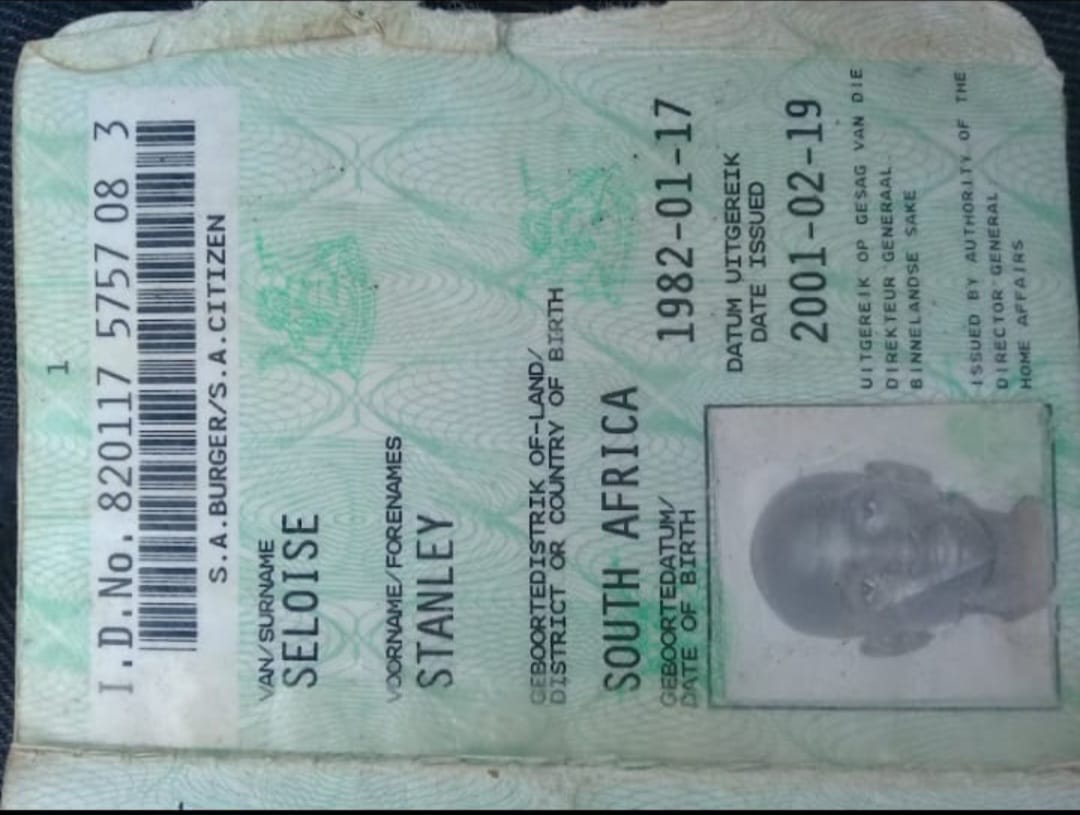 1
I.D.No. 820117 5757 08 3
S.A.BURGER/S.A.CITIZEN
VAN/SURNAME
SELOISE
VOORNAME/FORENAMES
STANLEY
GEBOORTEDISTRIK OF-LAND/
DISTRICT OR COUNTRY OF BIRTH
SOUTH AFRICA
GEBOORTEDATUM/
DATE OF BIRTH
1982-01-17
DATUM UITGEREIK
DATE ISSUED
2001-02-19
UITGEREIK OP GESAG VAN DIE
DIREKTEUR GENERAAL
BINNELANDSE SAKE
ISSUED BY AUTHORITY OF THE
DIRECTOR GENERAL
HOME AFFAIRS